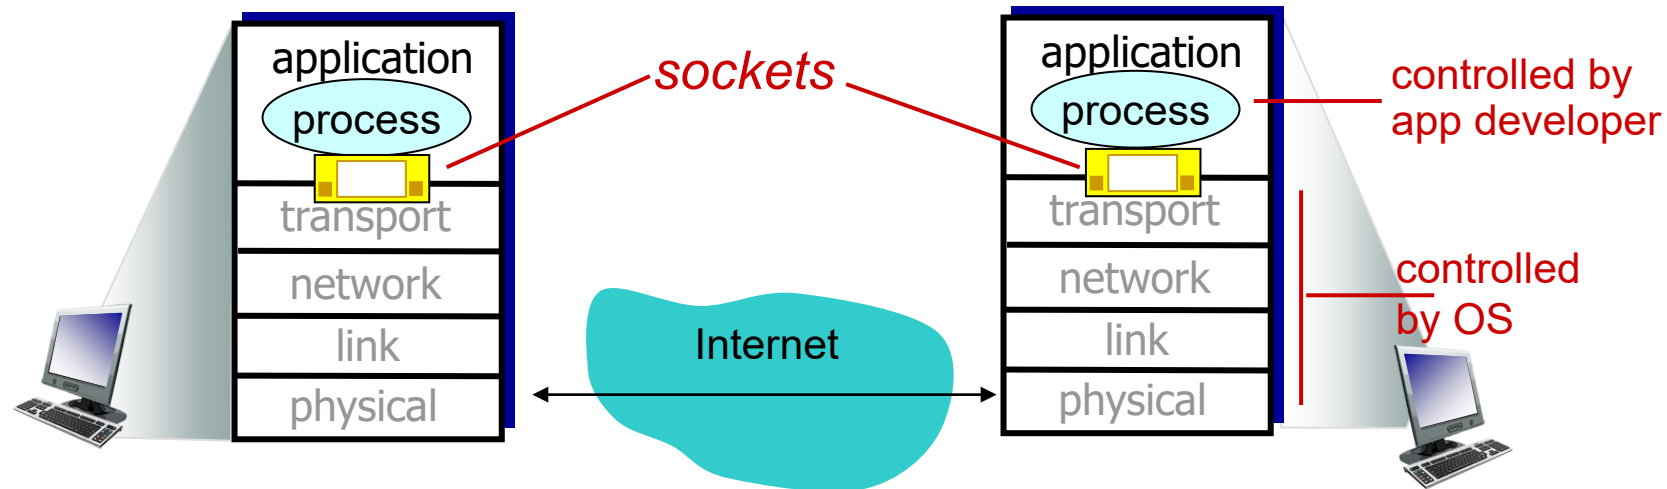 application
process
transport
network
link
physical
sockets
Internet
application
process
transport
network
link
physical
controlled by
app developer
controlled
by OS